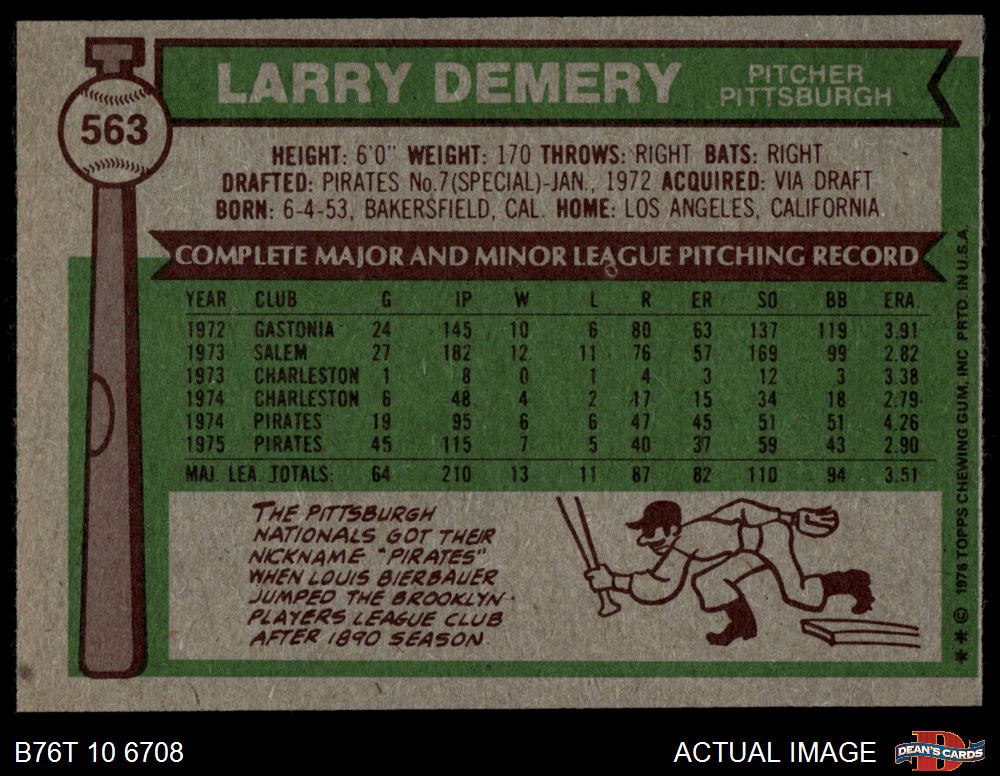 563
LARRY DEMERY
PITCHER
PITTSBURGH
HEIGHT: 6'0" WEIGHT: 170 THROWS: RIGHT BATS: RIGHT
DRAFTED: PIRATES No.7(SPECIAL)-JAN., 1972 ACQUIRED: VIA DRAFT
BORN: 6-4-53, BAKERSFIELD, CAL. HOME: LOS ANGELES, CALIFORNIA
COMPLETE MAJOR AND MINOR LEAGUE PITCHING RECORD
YEAR CLUB G IP W L R ER SO BB ERA.
1972 GASTONIA 24 145 10 6 80 63 137 119 3.91
1973 SALEM 27 182 12 11 76 57 169 99 2.82
1973 CHARLESTON 1 8 0 1 4 3 12 3 3.38
1974 CHARLESTON 6 48 4 2 17 15 34 18 2.79
1974 PIRATES 19 95 6 6 47 45 51 51 4.26
1975 PIRATES 45 115 7 5 40 37 59 43 2.90
MAJ. LEA. TOTALS: 64 210 13 11 87 82 110 94 3.51
THE PITTSBURGH
NATIONALS GOT THEIR
NICKNAME "PIRATES"
WHEN LOUIS BIERBAUER
JUMPED THE BROOKLYN
PLAYERS LEAGUE CLUB
AFTER 1890 SEASON.
** © 1976 TOPPS CHEWING GUM, INC PRTD. IN U.S.A.
B76T 10 6708
ACTUAL IMAGE
D
DEAN'S CARDS